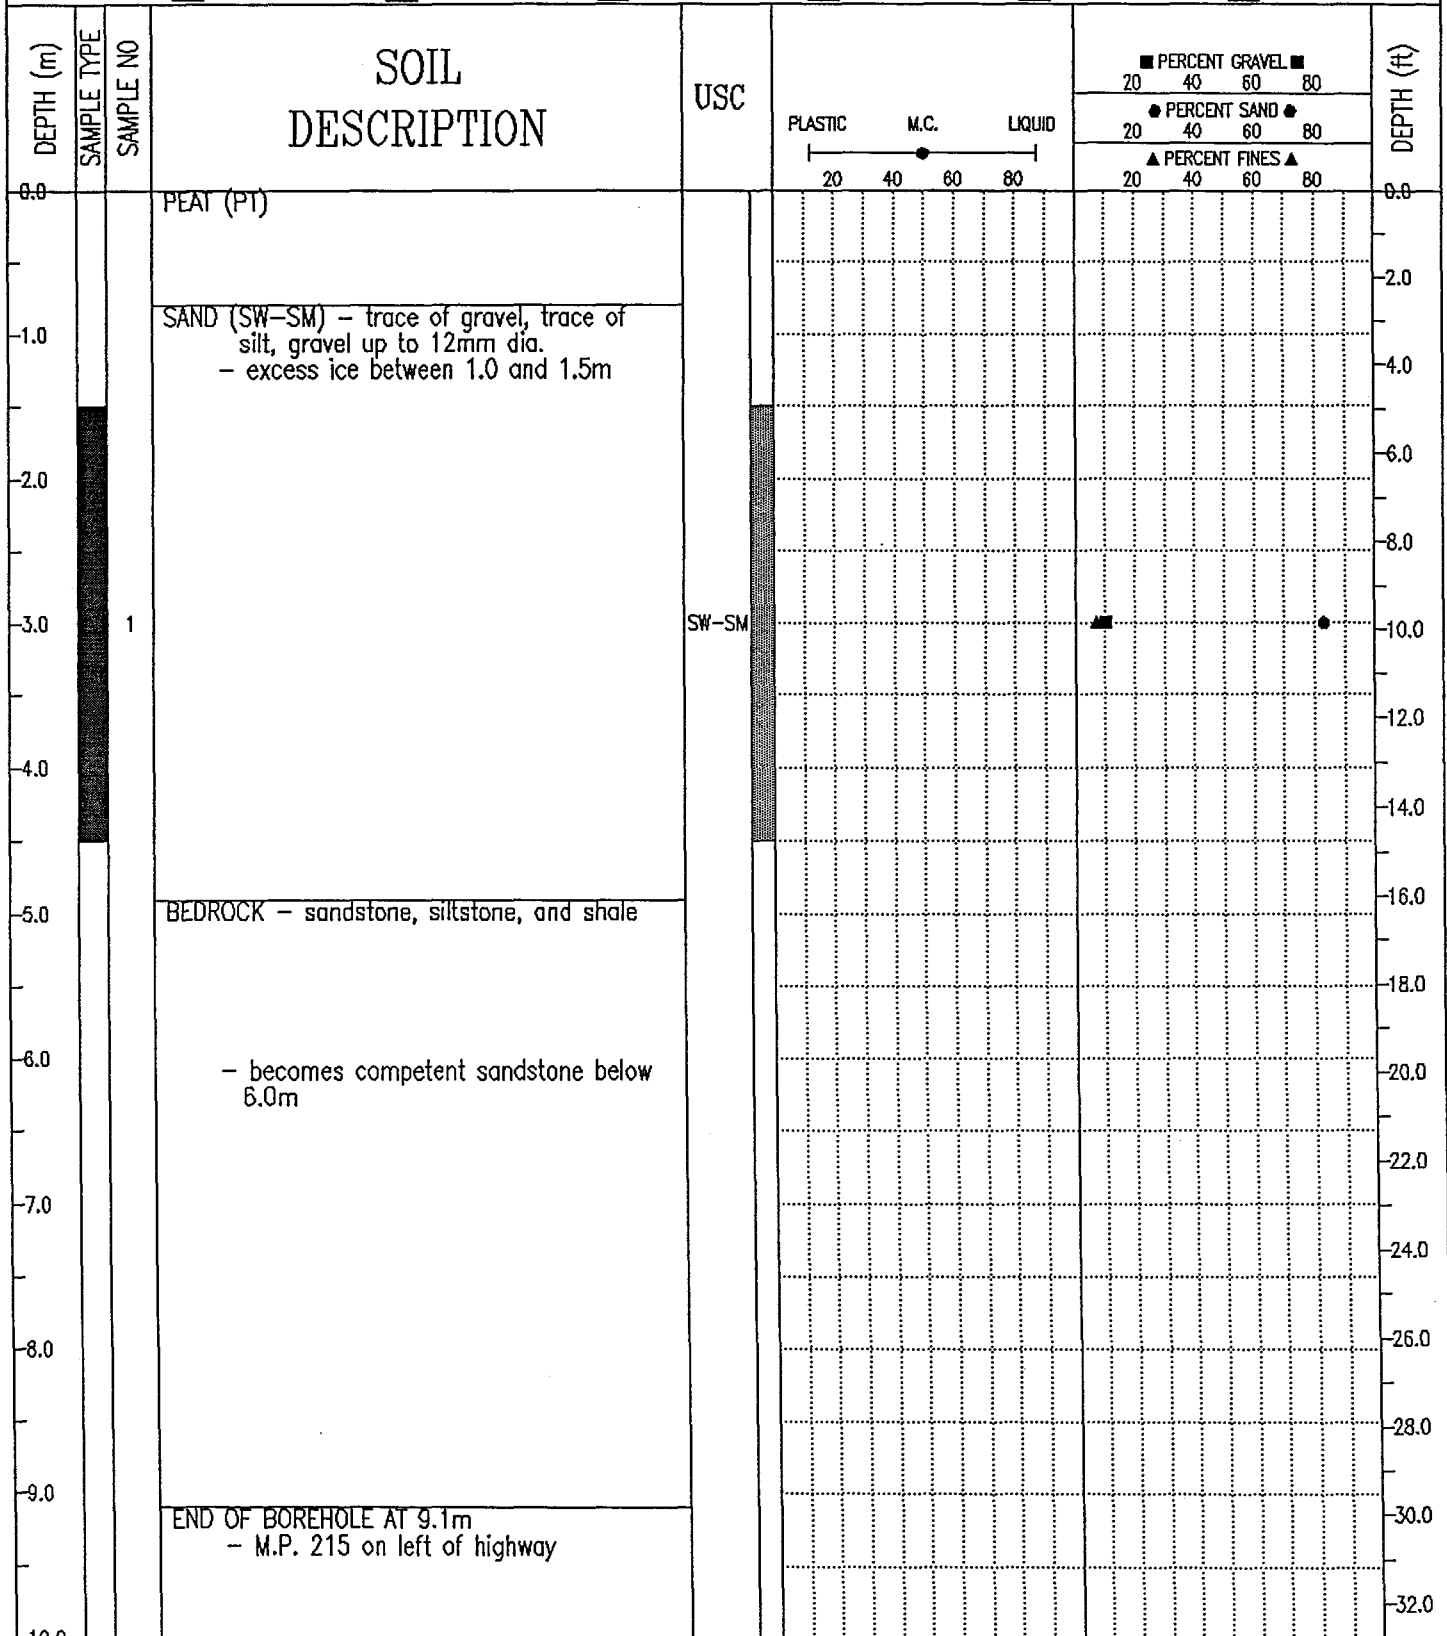 DEPTH (m)
SAMPLE TYPE
SAMPLE NO
SOIL
DESCRIPTION
USC
PLASTIC M.C. LIQUID
20 40 60 80
■ PERCENT GRAVEL ■
20 40 60 80
● PERCENT SAND ●
20 40 60 80
▲ PERCENT FINES ▲
20 40 60 80
DEPTH (ft)
0.0
1.0
2.0
3.0
4.0
5.0
6.0
7.0
8.0
9.0
1
PEAT (PT)
SAND (SW-SM) - trace of gravel, trace of
silt, gravel up to 12mm dia.
- excess ice between 1.0 and 1.5m
BEDROCK - sandstone, siltstone, and shale
- becomes competent sandstone below
6.0m
END OF BOREHOLE AT 9.1m
- M.P. 215 on left of highway
SW-SM
0.0
2.0
4.0
6.0
8.0
10.0
12.0
14.0
16.0
18.0
20.0
22.0
24.0
26.0
28.0
30.0
32.0